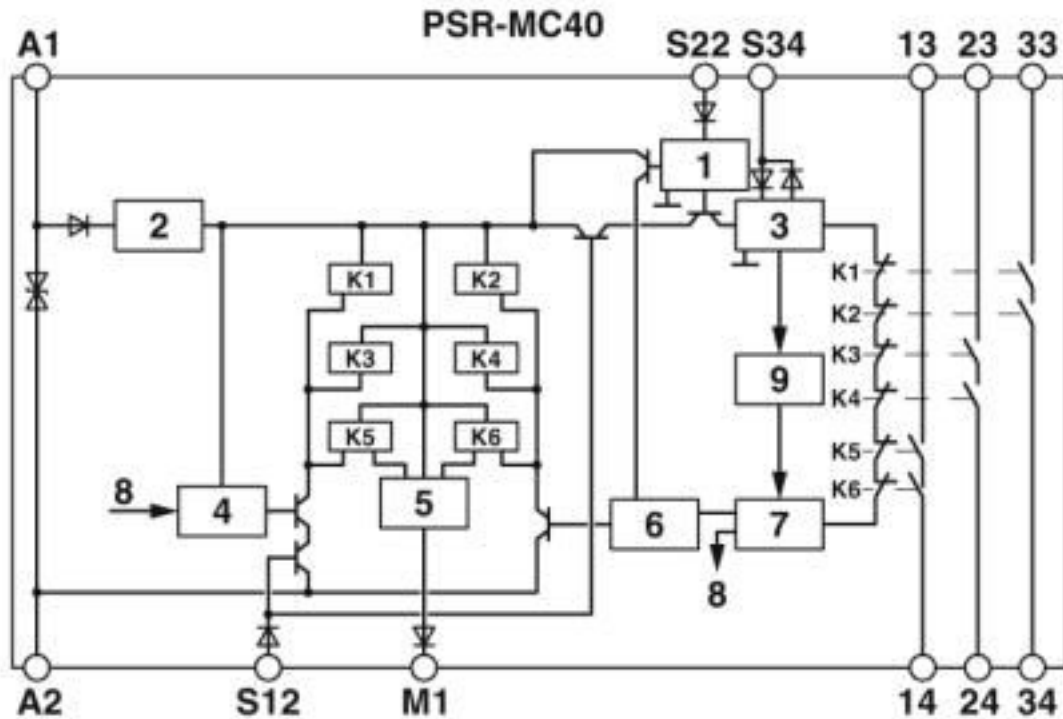 PSR-MC40
A1 S22 S34 13 23 33
1
2 3
K1 K2 K1
K2
K3 K4 9 K3
K4
K5 K6 K5
8 4 5 6 7 K6
8
A2 S12 M1 14 24 34